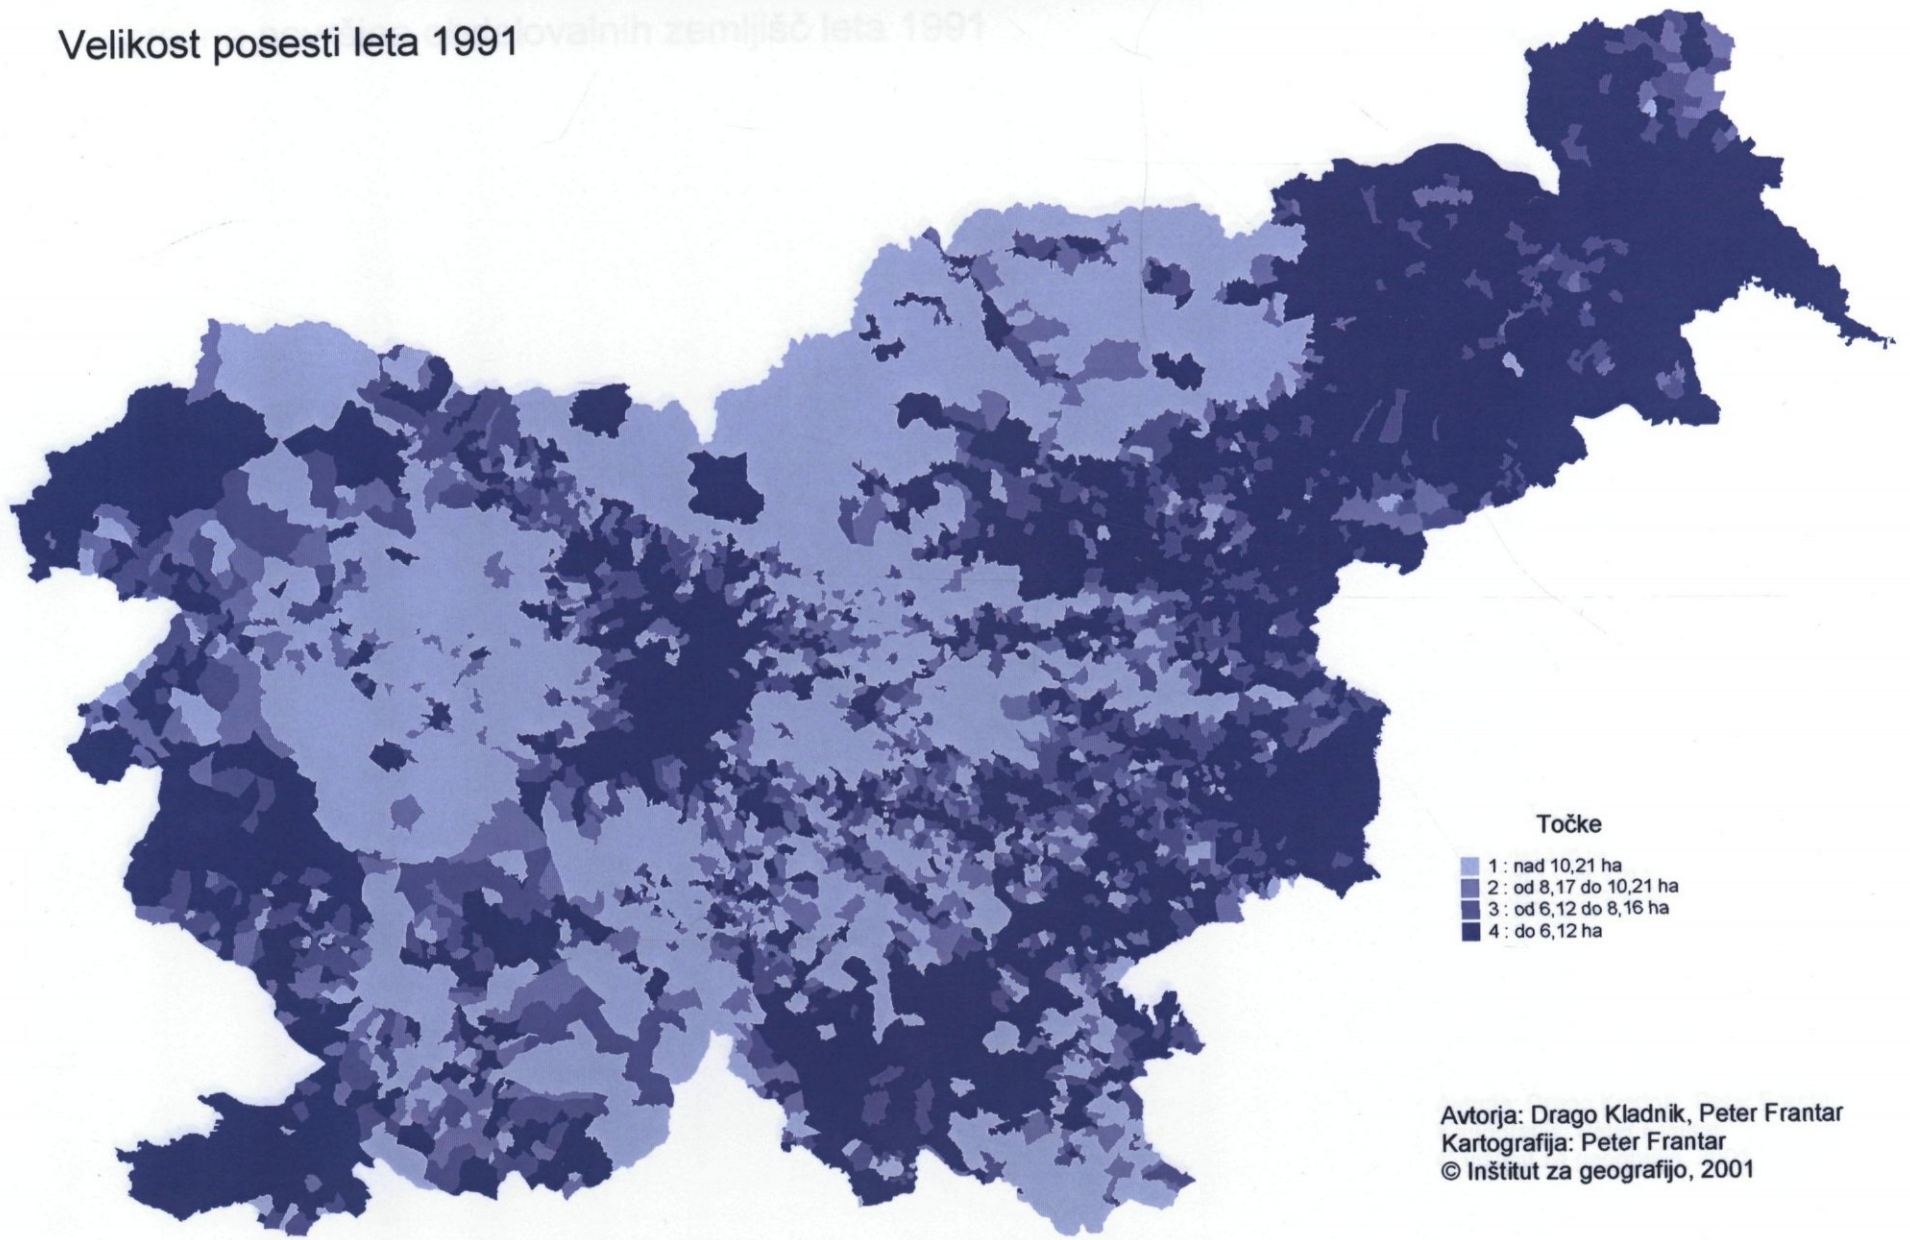 Velikost posesti leta 1991
Točke
1 : nad 10,21 ha
2 : od 8,17 do 10,21 ha
3 : od 6,12 do 8,16 ha
4 : do 6,12 ha
Avtorja: Drago Kladnik, Peter Frantar
Kartografija: Peter Frantar
© Inštitut za geografijo, 2001